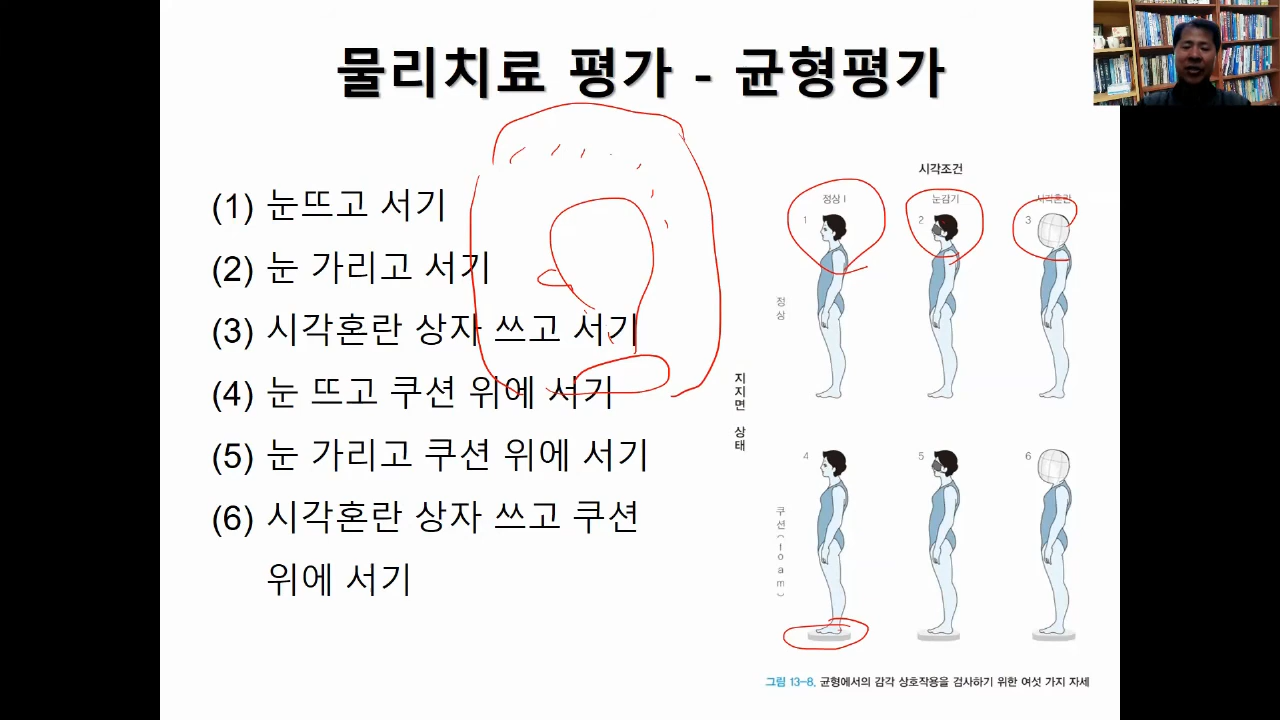 물리치료 평가 - 균형평가
(1) 눈뜨고 서기
(2) 눈 가리고 서기
(3) 시각혼란 상자 쓰고 서기
(4) 눈 뜨고 쿠션 위에 서기
(5) 눈 가리고 쿠션 위에 서기
(6) 시각혼란 상자 쓰고 쿠션
위에 서기
시각조건
정상 눈감기 시각혼란
1 2 3
정상
지지면 상태
4 5 6
쿠션(foam)
그림 13-8. 균형에서의 감각 상호작용을 검사하기 위한 여섯 가지 자세